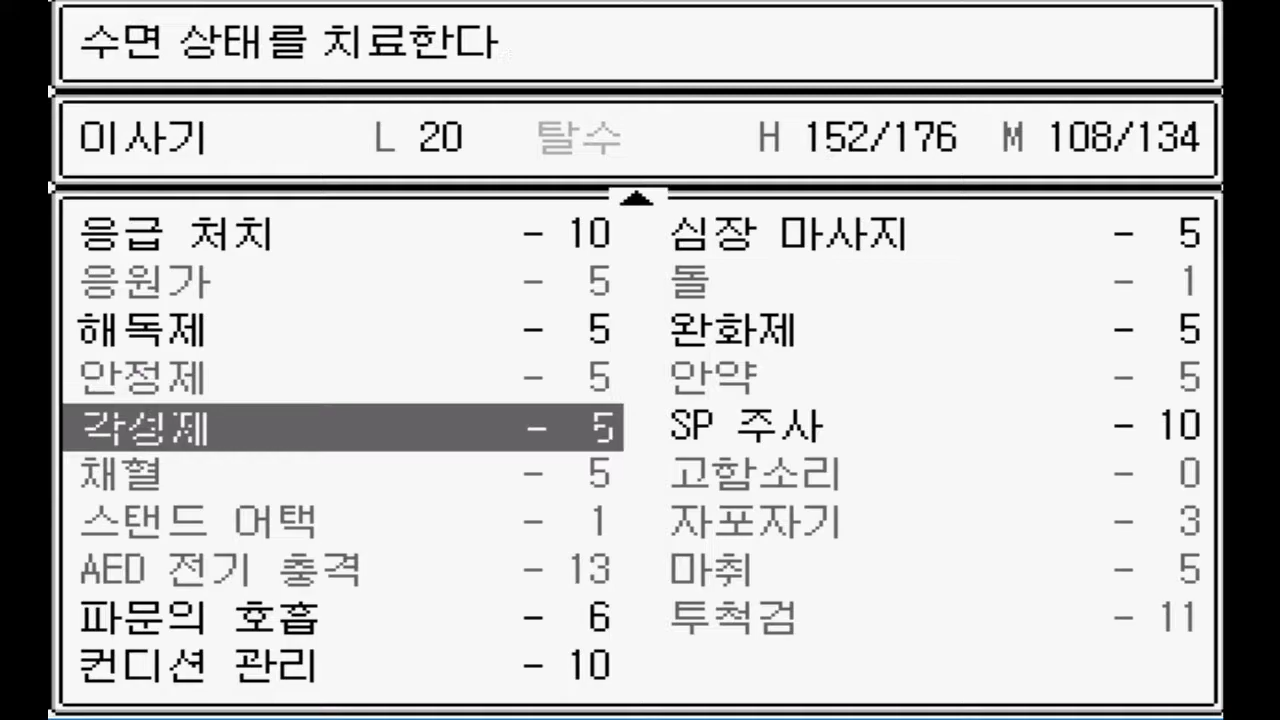 수면 상태를 치료한다
이사기 L 20 탈수 H 152/176 M 108/134
응급 처치 - 10 심장 마사지 - 5
응원가 - 5 돌 - 1
해독제 - 5 완화제 - 5
안정제 - 5 안약 - 5
각성제 - 5 SP 주사 - 10
채혈 - 5 고함소리 - 0
스탠드 어택 - 1 자포자기 - 3
AED 전기 충격 - 13 마취 - 5
파문의 호흡 - 6 투척검 - 11
컨디션 관리 - 10